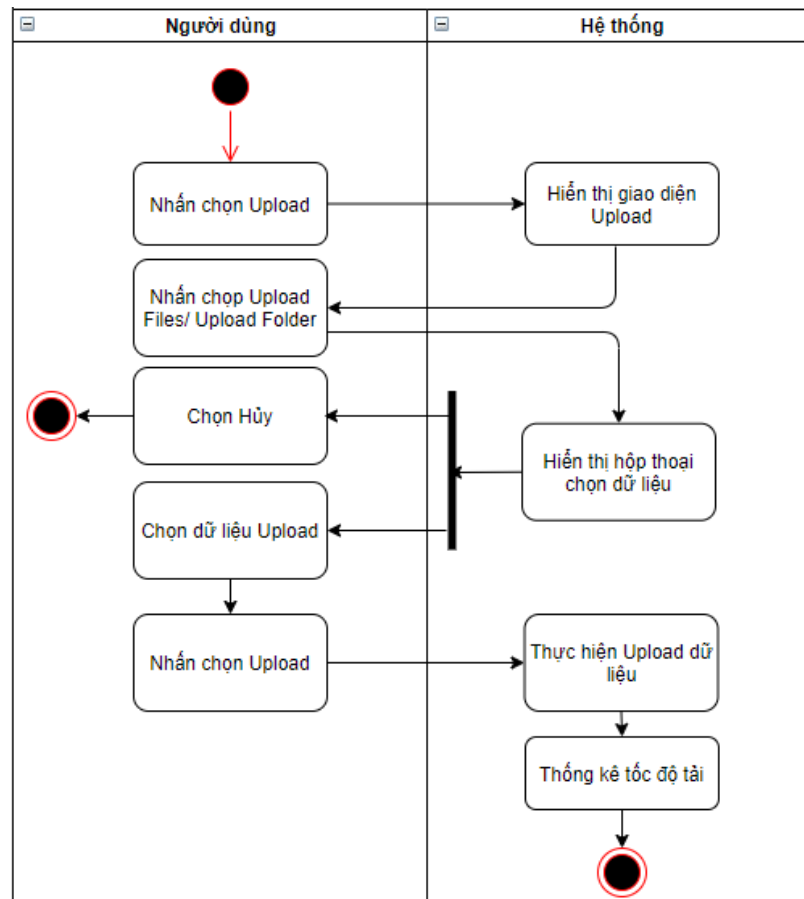 Người dùng
Hệ thống
Nhấn chọn Upload
Hiển thị giao diện
Upload
Nhấn chọp Upload
Files/ Upload Folder
Chọn Hủy
Hiển thị hộp thoại
chọn dữ liệu
Chọn dữ liệu Upload
Nhấn chọn Upload
Thực hiện Upload dữ
liệu
Thống kê tốc độ tải